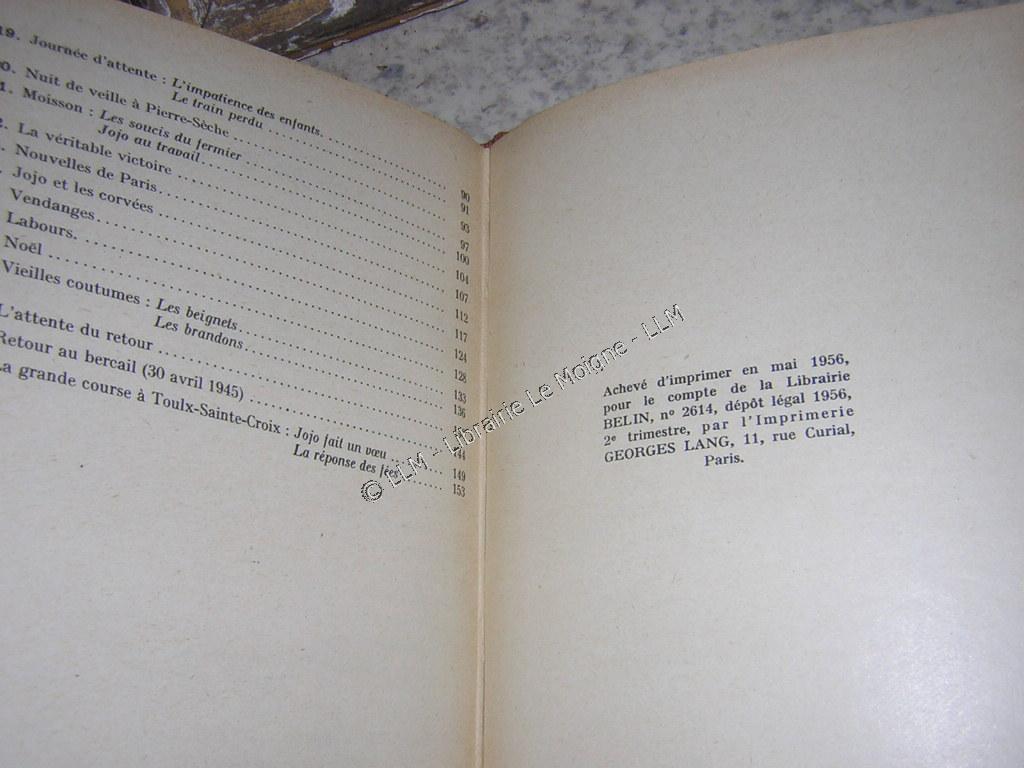 19. Journée d'attente : L'impatience des enfants. 90
Le train perdu 91
0. Nuit de veille à Pierre-Sèche 93
1. Moisson : Les soucis du fermier 97
Jojo au travail 100
2. La véritable victoire 104
Nouvelles de Paris. 107
Jojo et les corvées 112
Vendanges. 117
Labours. 124
Noël 128
Vieilles coutumes : Les beignets. 133
Les brandons. 136
L'attente du retour 144
Retour au bercail (30 avril 1945) 149
La grande course à Toulx-Sainte-Croix : Jojo fait un vœu 153
La réponse des fées
Achevé d'imprimer en mai 1956,
pour le compte de la Librairie
BELIN, nº 2614, dépôt légal 1956,
2e trimestre, par l'Imprimerie
GEORGES LANG, 11, rue Curial,
Paris.
© LLM - Librairie Le Moigne - LLM